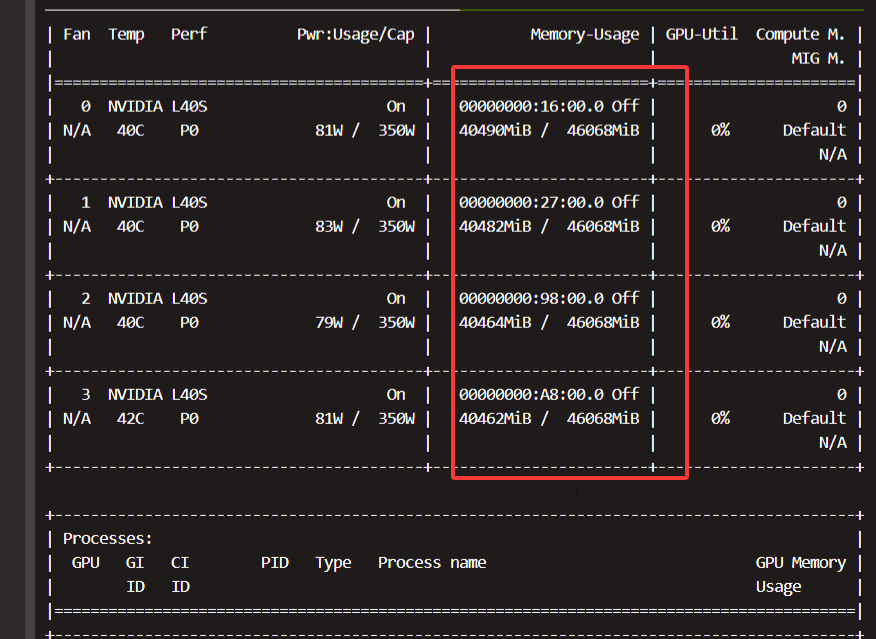 | Fan  Temp   Perf          Pwr:Usage/Cap |           Memory-Usage | GPU-Util  Compute M. |
|                                         |                        |               MIG M. |
|=========================================+========================+======================|
|   0  NVIDIA L40S                    On  |   00000000:16:00.0 Off |                    0 |
| N/A   40C    P0             81W /  350W |   40490MiB /  46068MiB |      0%      Default |
|                                         |                        |                  N/A |
+-----------------------------------------+------------------------+----------------------+
|   1  NVIDIA L40S                    On  |   00000000:27:00.0 Off |                    0 |
| N/A   40C    P0             83W /  350W |   40482MiB /  46068MiB |      0%      Default |
|                                         |                        |                  N/A |
+-----------------------------------------+------------------------+----------------------+
|   2  NVIDIA L40S                    On  |   00000000:98:00.0 Off |                    0 |
| N/A   40C    P0             79W /  350W |   40464MiB /  46068MiB |      0%      Default |
|                                         |                        |                  N/A |
+-----------------------------------------+------------------------+----------------------+
|   3  NVIDIA L40S                    On  |   00000000:A8:00.0 Off |                    0 |
| N/A   42C    P0             81W /  350W |   40462MiB /  46068MiB |      0%      Default |
|                                         |                        |                  N/A |
+-----------------------------------------+------------------------+----------------------+
+-----------------------------------------------------------------------------------------+
| Processes:                                                                              |
|  GPU   GI   CI        PID   Type   Process name                              GPU Memory |
|        ID   ID                                                               Usage      |
|=========================================================================================|
+-----------------------------------------------------------------------------------------+